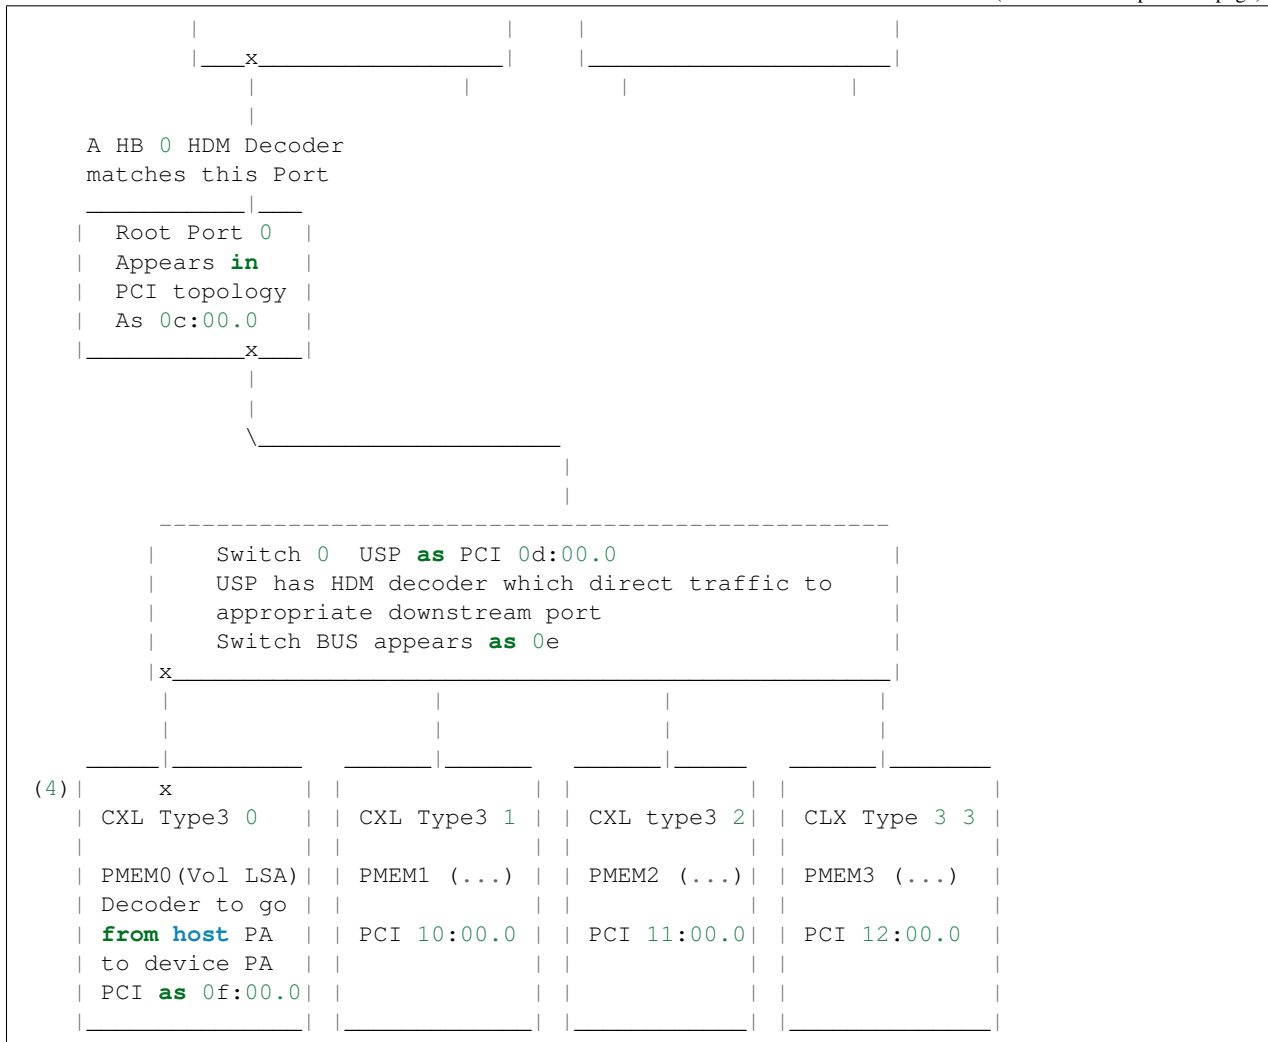 A HB 0 HDM Decoder
matches this Port
Root Port 0
Appears in
PCI topology
As 0c:00.0
Switch 0 USP as PCI 0d:00.0
USP has HDM decoder which direct traffic to
appropriate downstream port
Switch BUS appears as 0e
(4) x
CXL Type3 0 CXL Type3 1 CXL type3 2 CLX Type 3 3
PMEM0(Vol LSA) PMEM1 (...) PMEM2 (...) PMEM3 (...)
Decoder to go
from host PA PCI 10:00.0 PCI 11:00.0 PCI 12:00.0
to device PA
PCI as 0f:00.0